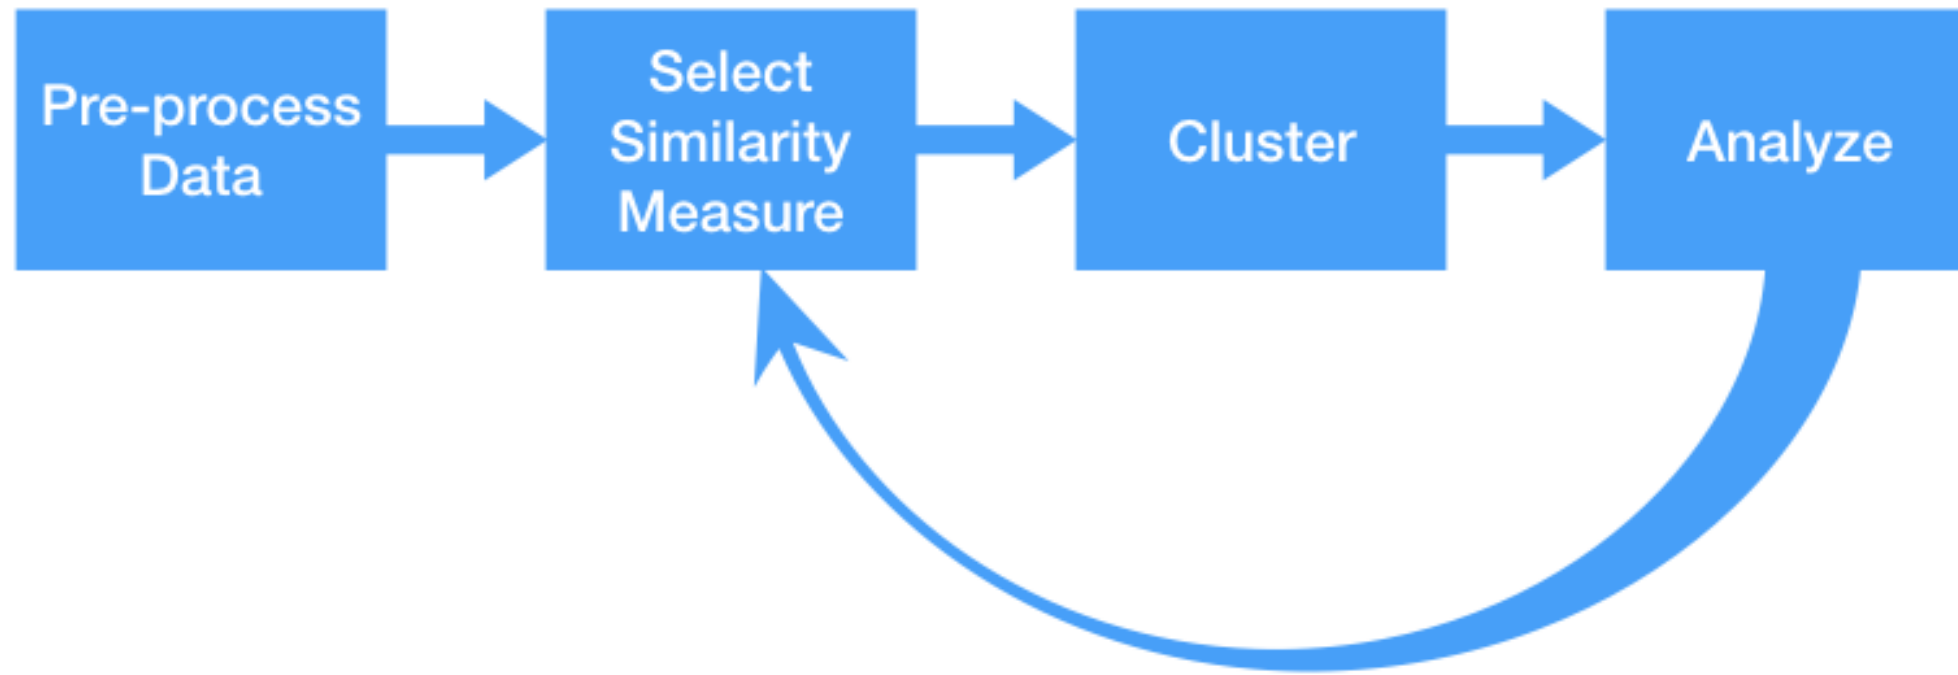 Pre-process
Data
Select
Similarity
Measure
Cluster
Analyze